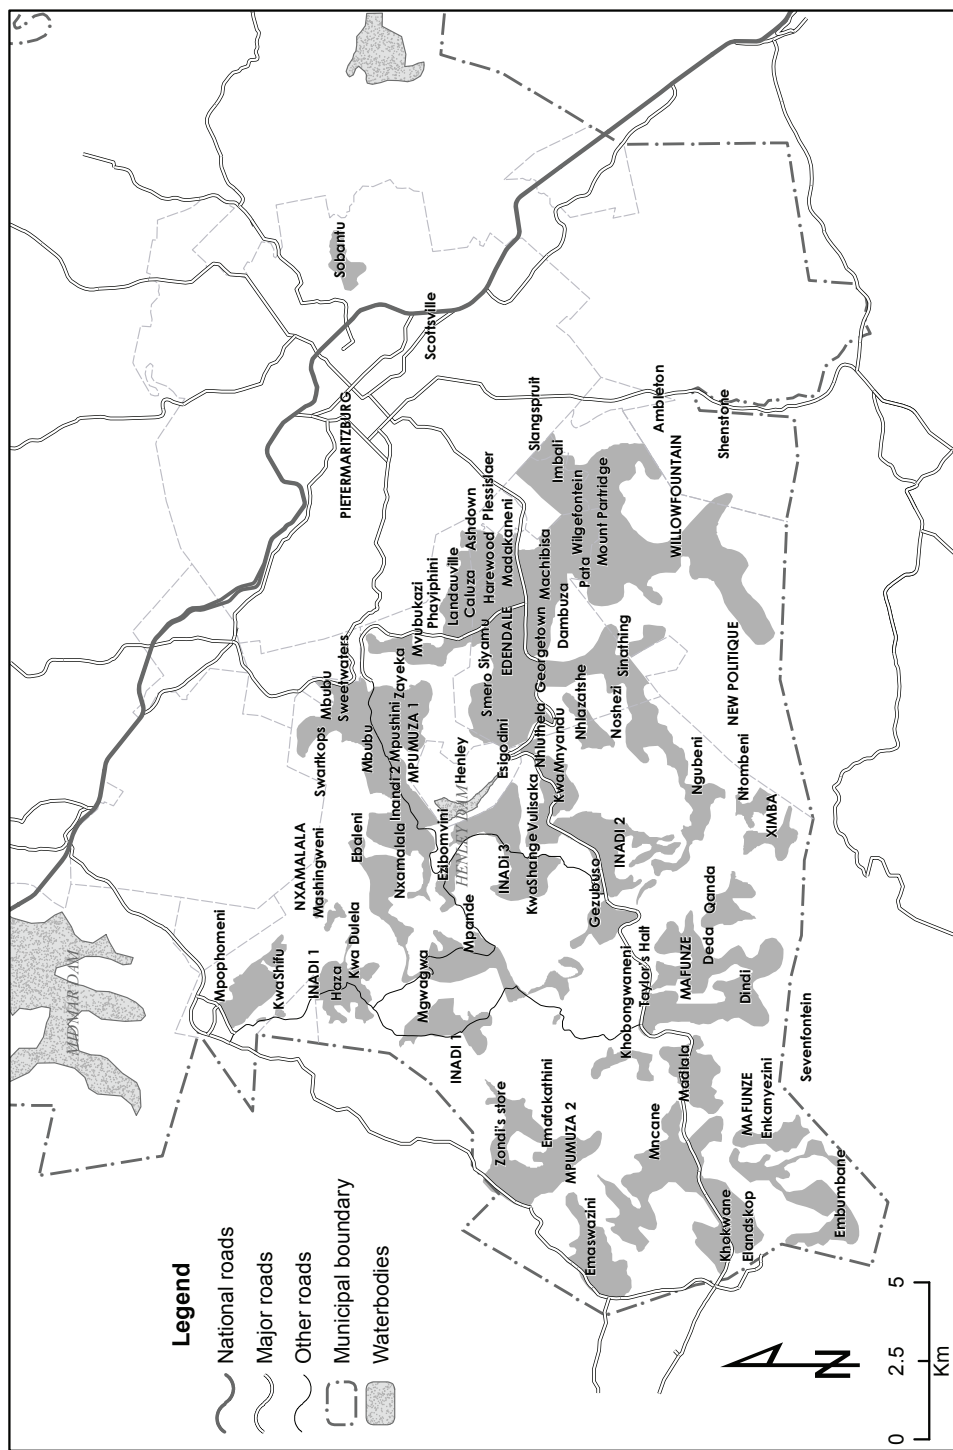 MIDMAR DAM
Mpophomeni
KwaShifu
NXAMALALA
Mashingweni
INADI 1
Haza
Kwa Dulela
Ebaleni
Swartkops
Mbubu
Sweetwaters
Mbubu
Inandi 2
Mpushini
Zayeka
MPUMUZA 1
Nxamalala
Ezibomvini
HENLEY DAM
Henley
Mvubukazi
Phayiphini
Landauville
Caluza
Ashdown
Harewood
Plessislaer
Madakaneni
Smero
Siyamu
EDENDALE
Esigodini
PIETERMARITZBURG
Scottsville
Sobantu
Slangspruit
Imbali
Wilgefontein
Pata
Mount Partridge
Machibisa
Dambuza
Georgetown
Nhluthela
KwaMnyandu
Nhlazatshe
Noshezi
Sinathing
WILLOWFOUNTAIN
Ambleton
Shenstone
NEW POLITIQUE
Ngubeni
Ntombeni
XIMBA
Vulisaka
KwaShange
INADI 3
INADI 2
Gezubuso
Mpande
Mgwagwa
INADI 1
Khobongwaneni
Taylor's Halt
MAFUNZE
Deda
Qanda
Dindi
Sevenfontein
Madlala
Mncane
MAFUNZE
Enkanyezini
Embumbane
Zondi's store
Emafakathini
MPUMUZA 2
Emaswazini
Khokwane
Elandskop
Legend
National roads
Major roads
Other roads
Municipal boundary
Waterbodies
N
0 2.5 5
Km